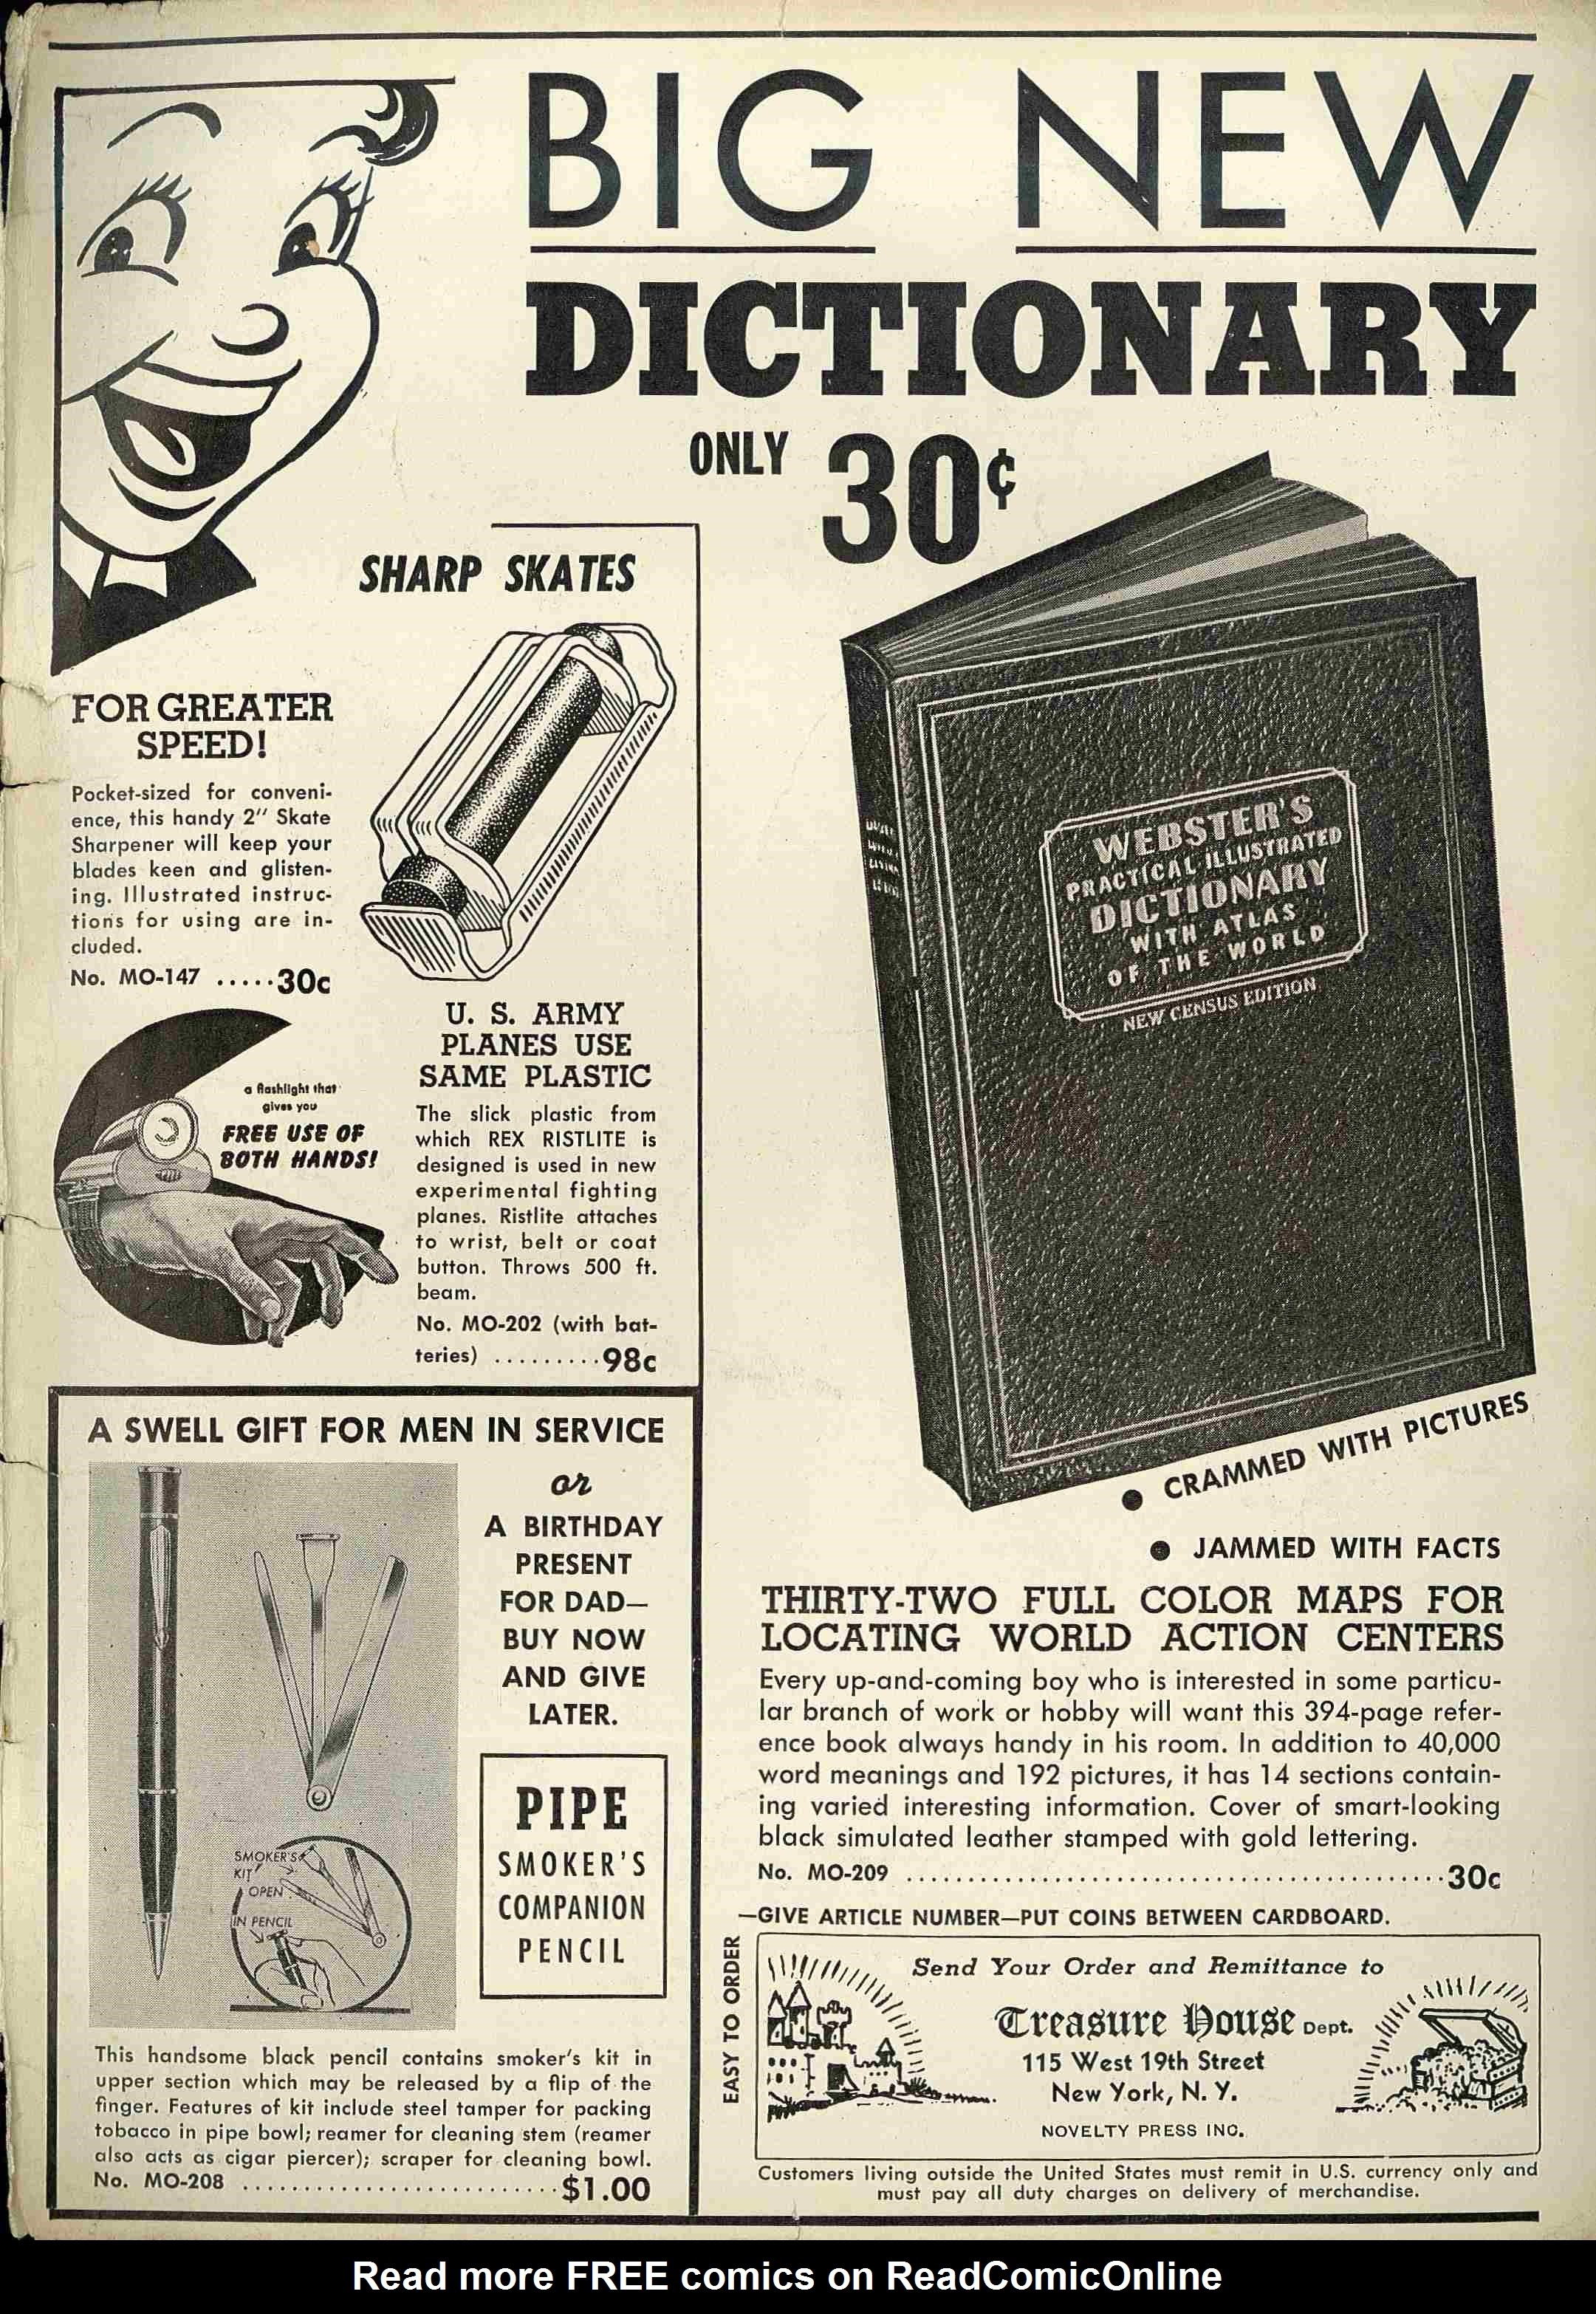 BIG NEW
DICTIONARY
ONLY 30¢
SHARP SKATES
FOR GREATER
SPEED!
Pocket-sized for conveni-
ence, this handy 2" Skate
Sharpener will keep your
blades keen and glisten-
ing. Illustrated instruc-
tions for using are in-
cluded.
No. MO-147 .....30c
a flashlight that
gives you
FREE USE OF
BOTH HANDS!
U. S. ARMY
PLANES USE
SAME PLASTIC
The slick plastic from
which REX RISTLITE is
designed is used in new
experimental fighting
planes. Ristlite attaches
to wrist, belt or coat
button. Throws 500 ft.
beam.
No. MO-202 (with bat-
teries) .........98c
A SWELL GIFT FOR MEN IN SERVICE
or
A BIRTHDAY
PRESENT
FOR DAD—
BUY NOW
AND GIVE
LATER.
PIPE
SMOKER'S
COMPANION
PENCIL
SMOKER'S
KIT
OPEN
IN PENCIL
This handsome black pencil contains smoker's kit in
upper section which may be released by a flip of the
finger. Features of kit include steel tamper for packing
tobacco in pipe bowl; reamer for cleaning stem (reamer
also acts as cigar piercer); scraper for cleaning bowl.
No. MO-208 ..........................$1.00
WEBSTER'S
PRACTICAL ILLUSTRATED
DICTIONARY
WITH ATLAS
OF THE WORLD
NEW CENSUS EDITION
● CRAMMED WITH PICTURES
● JAMMED WITH FACTS
THIRTY-TWO FULL COLOR MAPS FOR
LOCATING WORLD ACTION CENTERS
Every up-and-coming boy who is interested in some particu-
lar branch of work or hobby will want this 394-page refer-
ence book always handy in his room. In addition to 40,000
word meanings and 192 pictures, it has 14 sections contain-
ing varied interesting information. Cover of smart-looking
black simulated leather stamped with gold lettering.
No. MO-209 ............................................30c
—GIVE ARTICLE NUMBER—PUT COINS BETWEEN CARDBOARD.
EASY TO ORDER
Send Your Order and Remittance to
Treasure House Dept.
115 West 19th Street
New York, N. Y.
NOVELTY PRESS INC.
Customers living outside the United States must remit in U.S. currency only and
must pay all duty charges on delivery of merchandise.
Read more FREE comics on ReadComicOnline